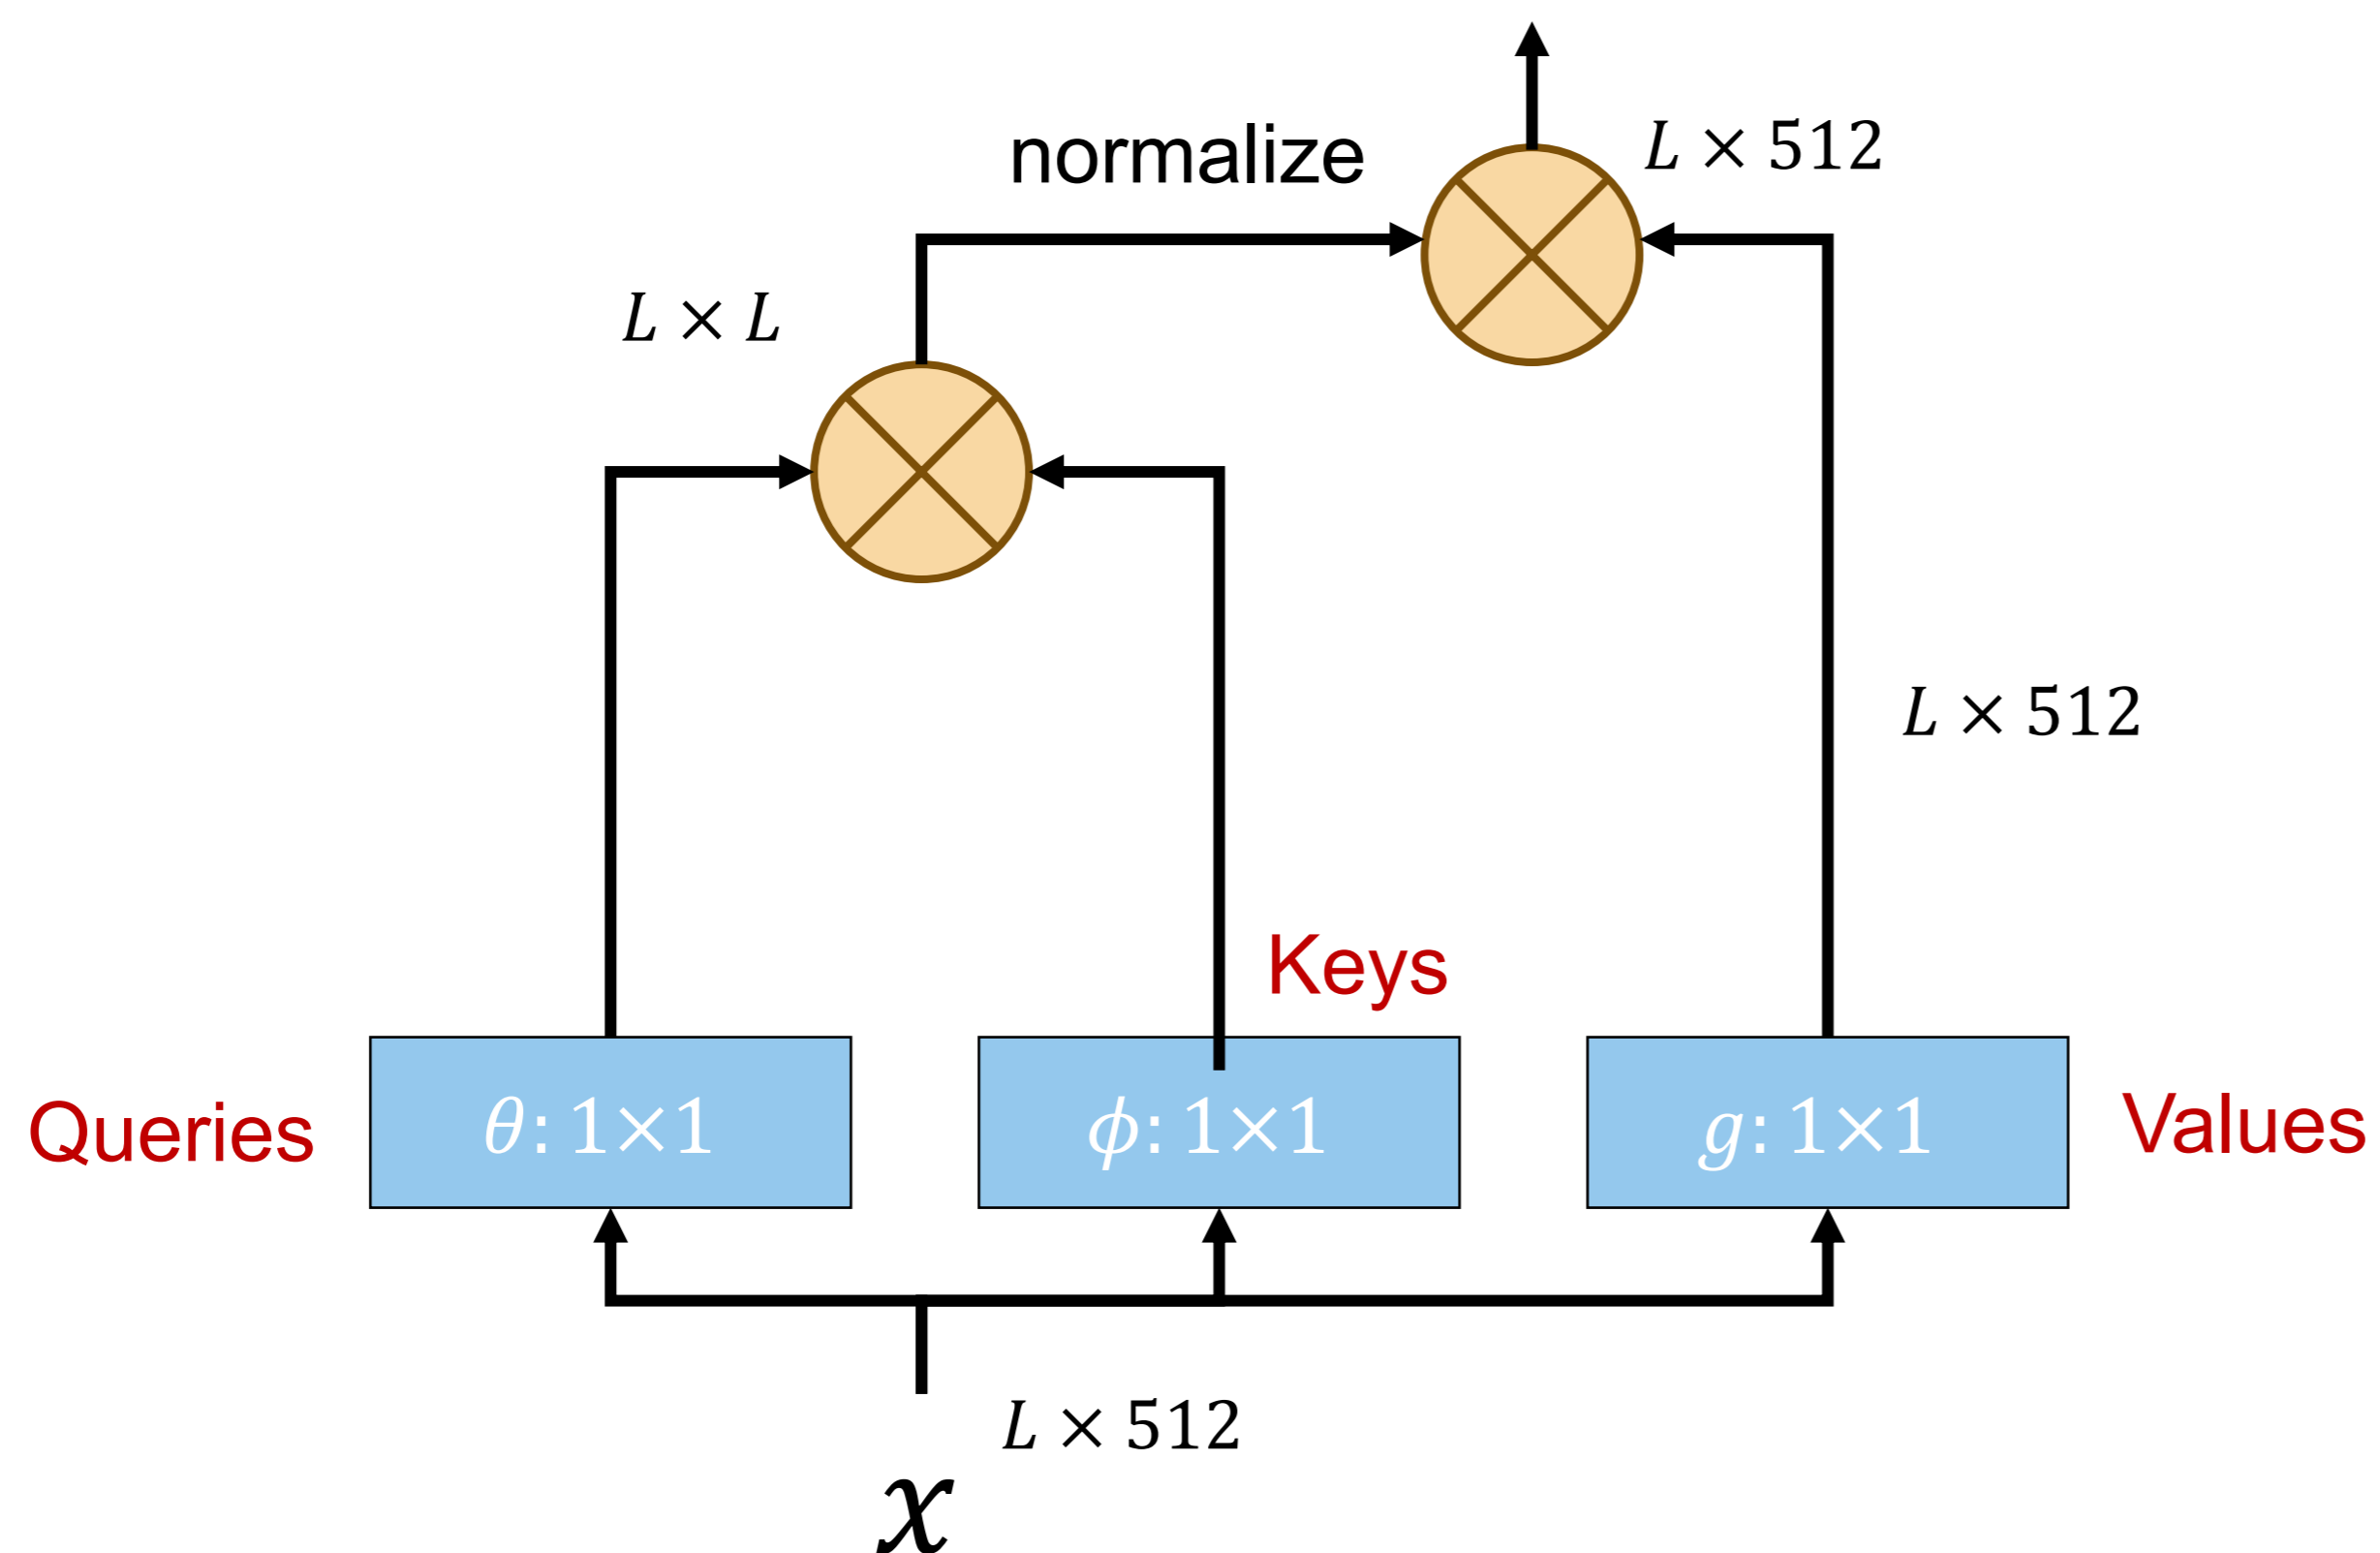 normalize
L × 512
L × L
L × 512
Keys
Queries
θ: 1×1
ϕ: 1×1
g: 1×1
Values
L × 512
x